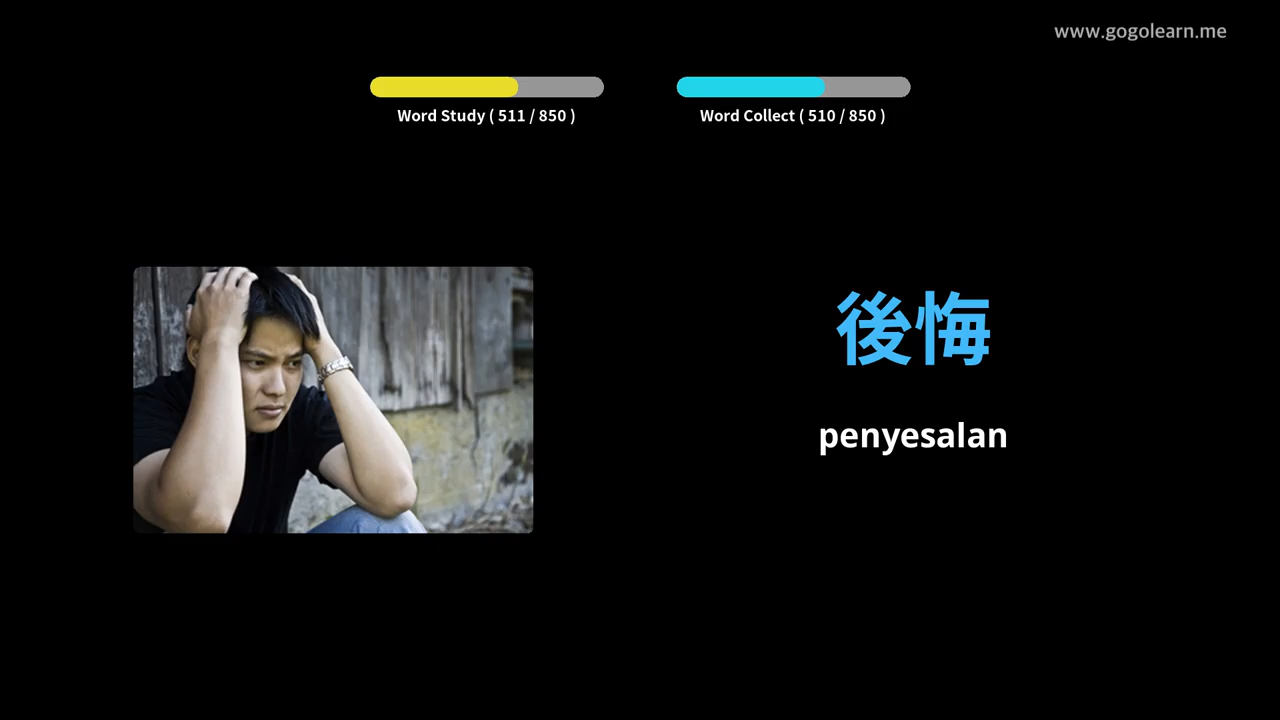 www.gogolearn.me
Word Study ( 511 / 850 )
Word Collect ( 510 / 850 )
後悔
penyesalan